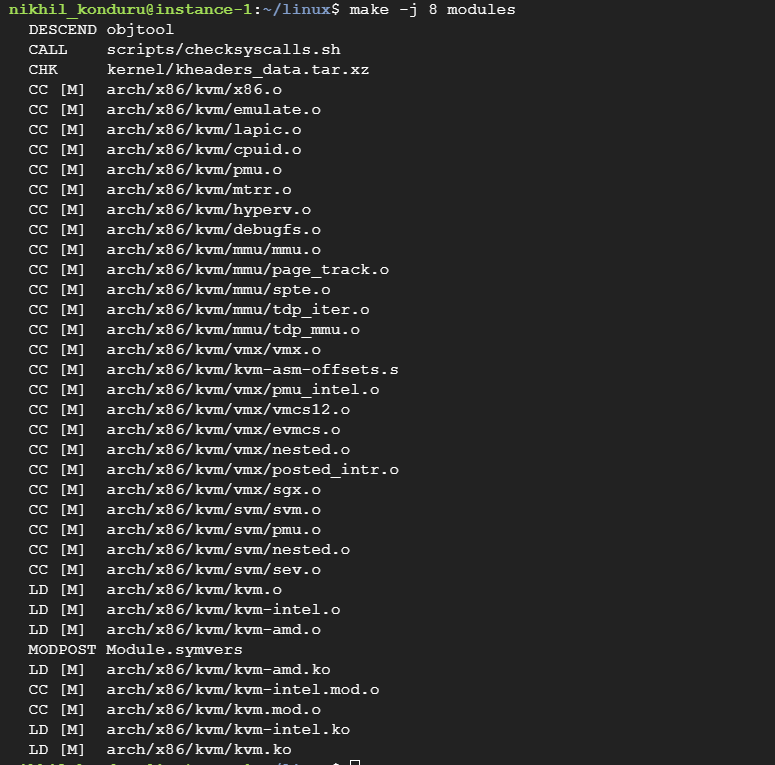 nikhil_konduru@instance-1:~/linux$ make -j 8 modules
  DESCEND objtool
  CALL    scripts/checksyscalls.sh
  CHK     kernel/kheaders_data.tar.xz
  CC [M]  arch/x86/kvm/x86.o
  CC [M]  arch/x86/kvm/emulate.o
  CC [M]  arch/x86/kvm/lapic.o
  CC [M]  arch/x86/kvm/cpuid.o
  CC [M]  arch/x86/kvm/pmu.o
  CC [M]  arch/x86/kvm/mtrr.o
  CC [M]  arch/x86/kvm/hyperv.o
  CC [M]  arch/x86/kvm/debugfs.o
  CC [M]  arch/x86/kvm/mmu/mmu.o
  CC [M]  arch/x86/kvm/mmu/page_track.o
  CC [M]  arch/x86/kvm/mmu/spte.o
  CC [M]  arch/x86/kvm/mmu/tdp_iter.o
  CC [M]  arch/x86/kvm/mmu/tdp_mmu.o
  CC [M]  arch/x86/kvm/vmx/vmx.o
  CC [M]  arch/x86/kvm/kvm-asm-offsets.s
  CC [M]  arch/x86/kvm/vmx/pmu_intel.o
  CC [M]  arch/x86/kvm/vmx/vmcs12.o
  CC [M]  arch/x86/kvm/vmx/evmcs.o
  CC [M]  arch/x86/kvm/vmx/nested.o
  CC [M]  arch/x86/kvm/vmx/posted_intr.o
  CC [M]  arch/x86/kvm/vmx/sgx.o
  CC [M]  arch/x86/kvm/svm/svm.o
  CC [M]  arch/x86/kvm/svm/pmu.o
  CC [M]  arch/x86/kvm/svm/nested.o
  CC [M]  arch/x86/kvm/svm/sev.o
  LD [M]  arch/x86/kvm/kvm.o
  LD [M]  arch/x86/kvm/kvm-intel.o
  LD [M]  arch/x86/kvm/kvm-amd.o
  MODPOST Module.symvers
  LD [M]  arch/x86/kvm/kvm-amd.ko
  CC [M]  arch/x86/kvm/kvm-intel.mod.o
  CC [M]  arch/x86/kvm/kvm.mod.o
  LD [M]  arch/x86/kvm/kvm-intel.ko
  LD [M]  arch/x86/kvm/kvm.ko